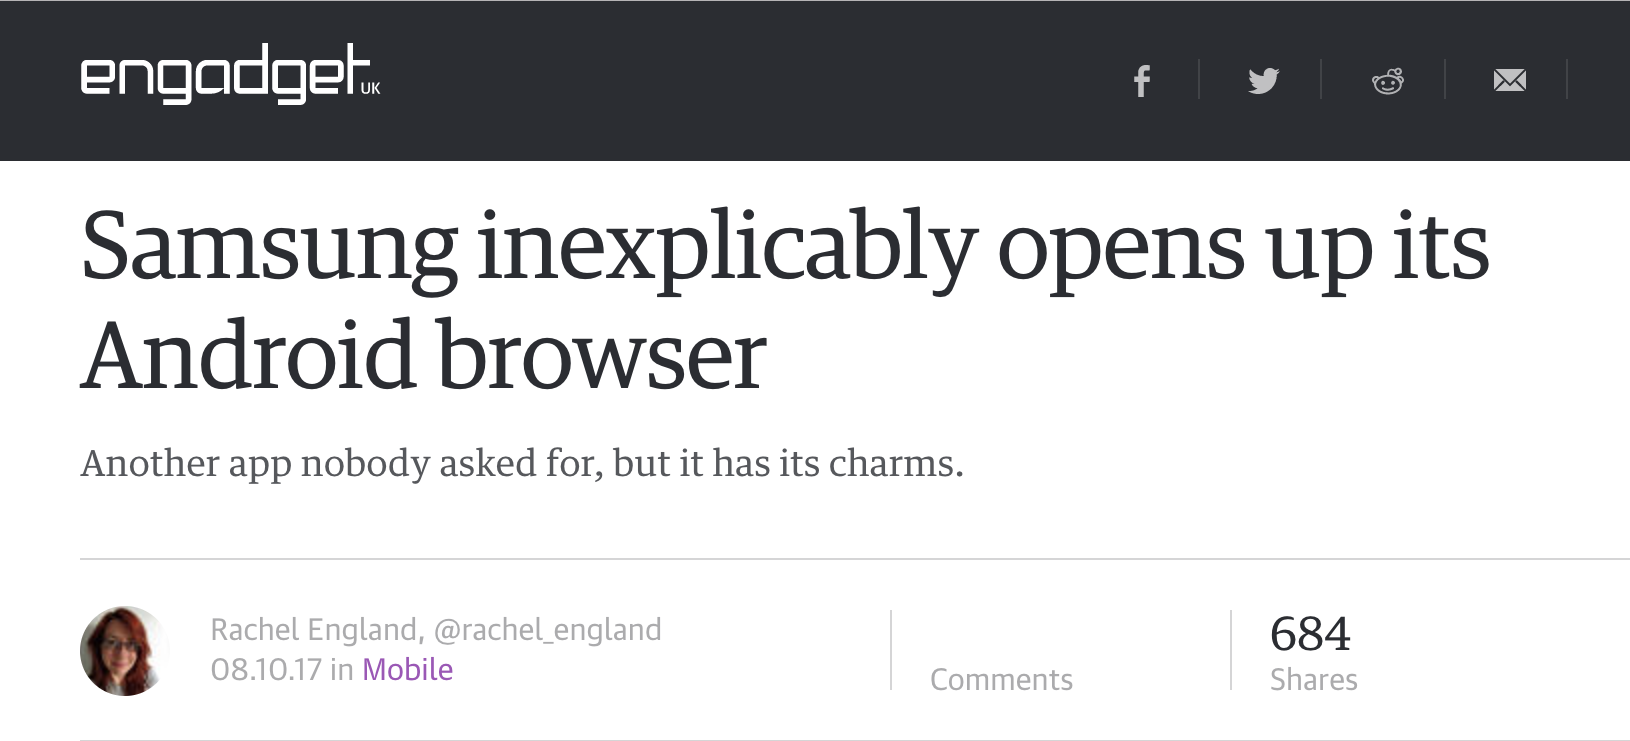 engadget UK
Samsung inexplicably opens up its
Android browser
Another app nobody asked for, but it has its charms.
Rachel England, @rachel_england
08.10.17 in Mobile
Comments
684
Shares